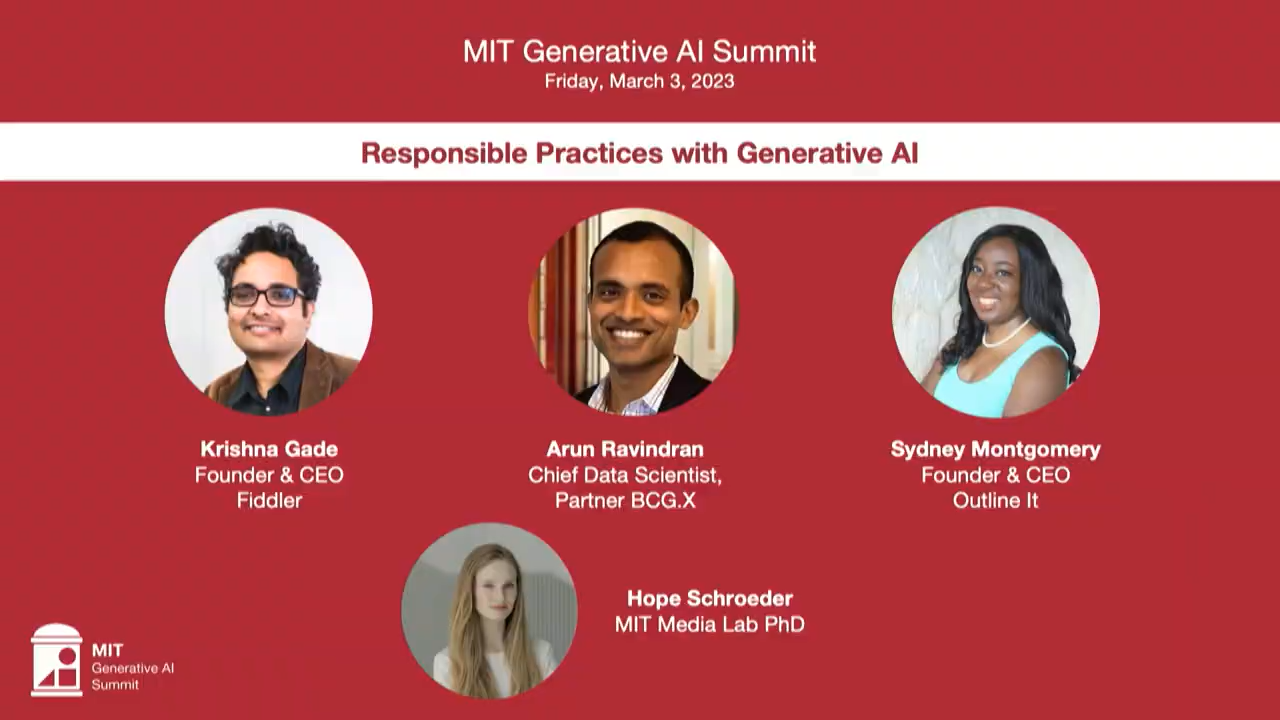 MIT Generative AI Summit
Friday, March 3, 2023
Responsible Practices with Generative AI
Krishna Gade
Founder & CEO
Fiddler
Arun Ravindran
Chief Data Scientist,
Partner BCG.X
Sydney Montgomery
Founder & CEO
Outline It
Hope Schroeder
MIT Media Lab PhD
MIT
Generative AI
Summit